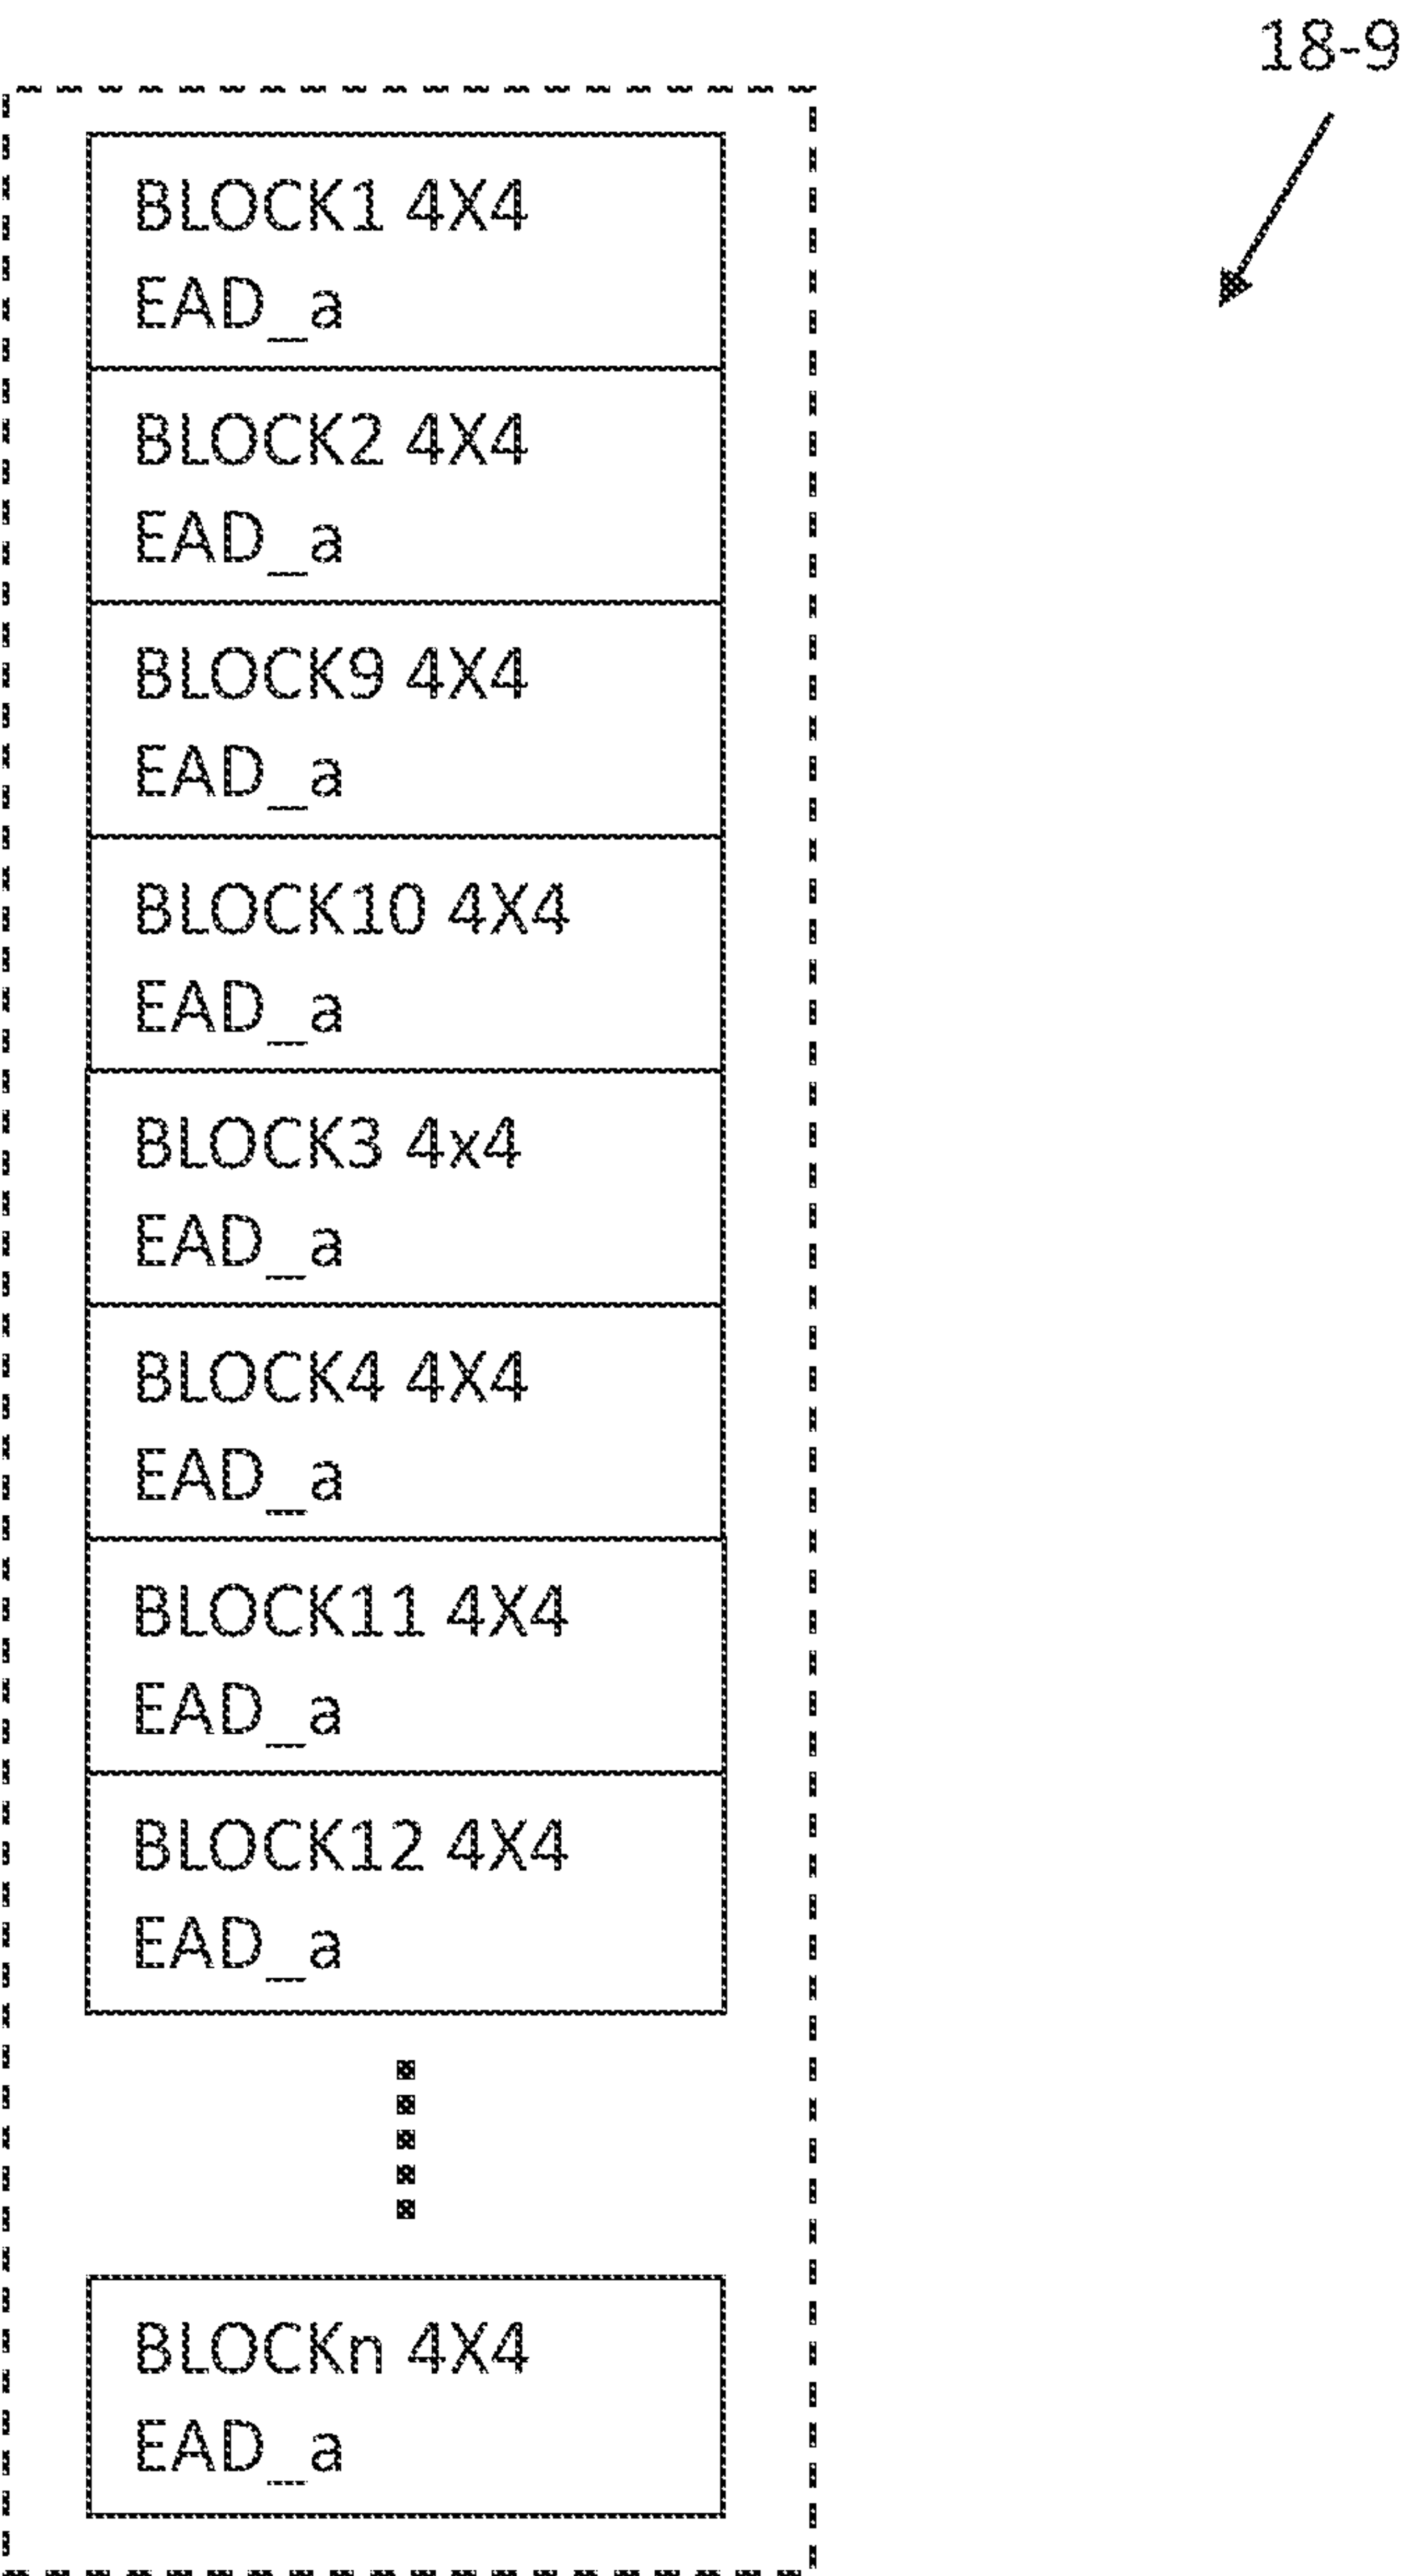 18-9
BLOCK1 4X4
EAD_a
BLOCK2 4X4
EAD_a
BLOCK9 4X4
EAD_a
BLOCK10 4X4
EAD_a
BLOCK3 4x4
EAD_a
BLOCK4 4X4
EAD_a
BLOCK11 4X4
EAD_a
BLOCK12 4X4
EAD_a
BLOCKn 4X4
EAD_a